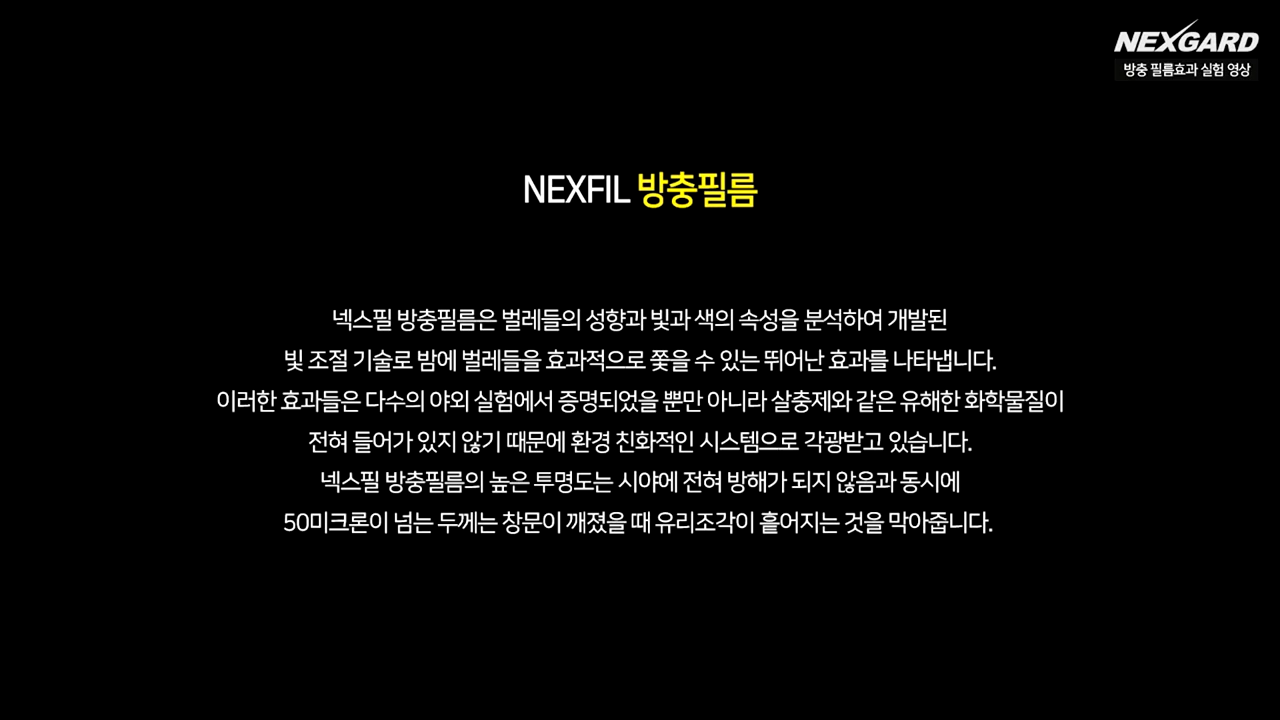 NEXGARD
방충 필름효과 실험 영상
NEXFIL 방충필름
넥스필 방충필름은 벌레들의 성향과 빛과 색의 속성을 분석하여 개발된
빛 조절 기술로 밤에 벌레들을 효과적으로 쫓을 수 있는 뛰어난 효과를 나타냅니다.
이러한 효과들은 다수의 야외 실험에서 증명되었을 뿐만 아니라 살충제와 같은 유해한 화학물질이
전혀 들어가 있지 않기 때문에 환경 친화적인 시스템으로 각광받고 있습니다.
넥스필 방충필름의 높은 투명도는 시야에 전혀 방해가 되지 않음과 동시에
50미크론이 넘는 두께는 창문이 깨졌을 때 유리조각이 흩어지는 것을 막아줍니다.